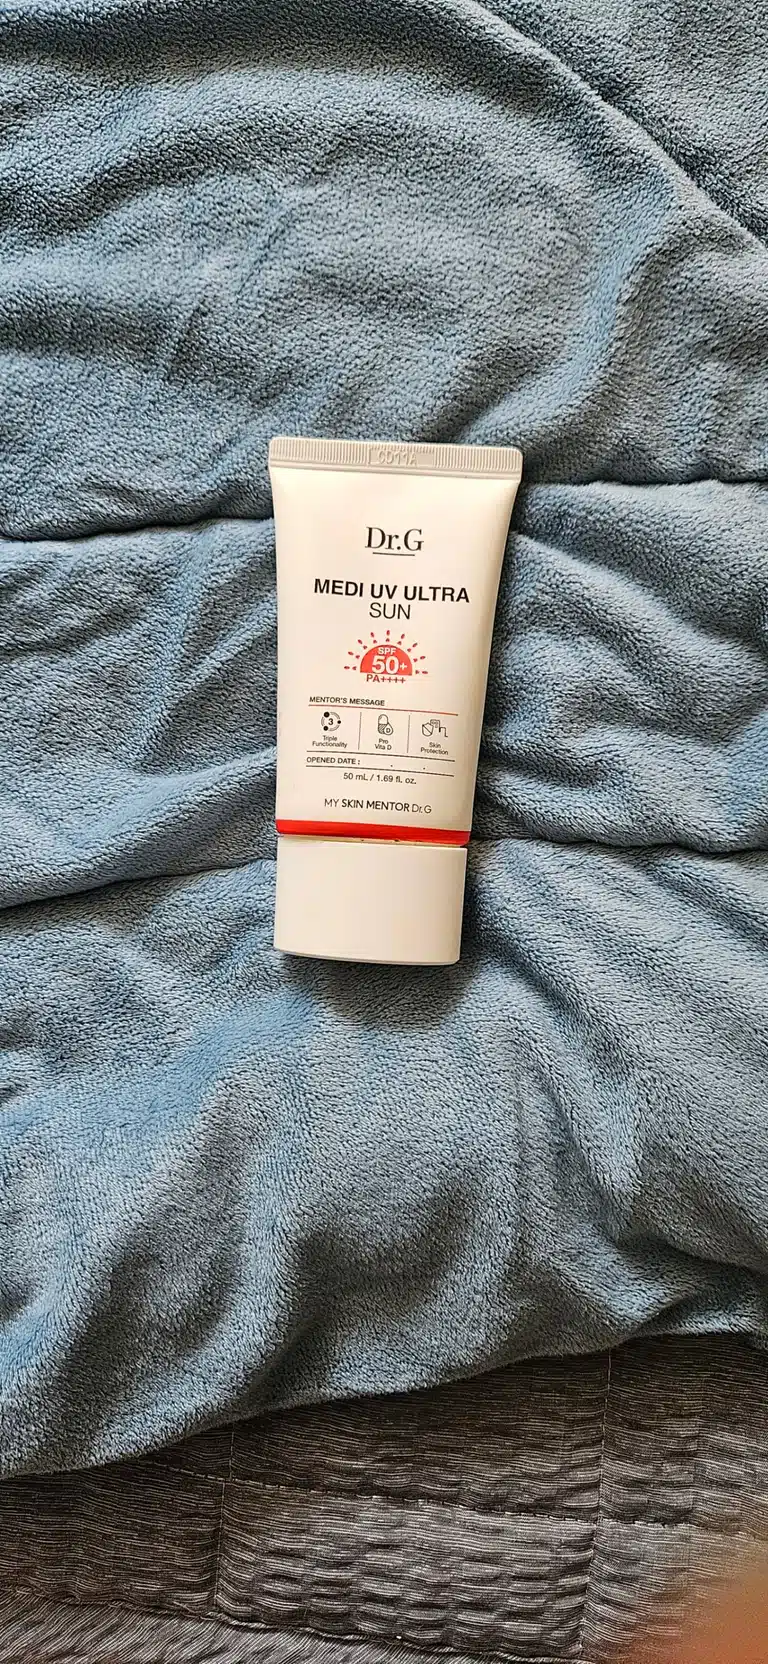 CD11A
Dr.G
MEDI UV ULTRA
SUN
SPF
50+
PA++++
MENTOR'S MESSAGE
3
Triple
Functionality
D
Pro
Vita D
Skin
Protection
OPENED DATE : . .
50 mL / 1.69 fl. oz.
MY SKIN MENTOR Dr.G